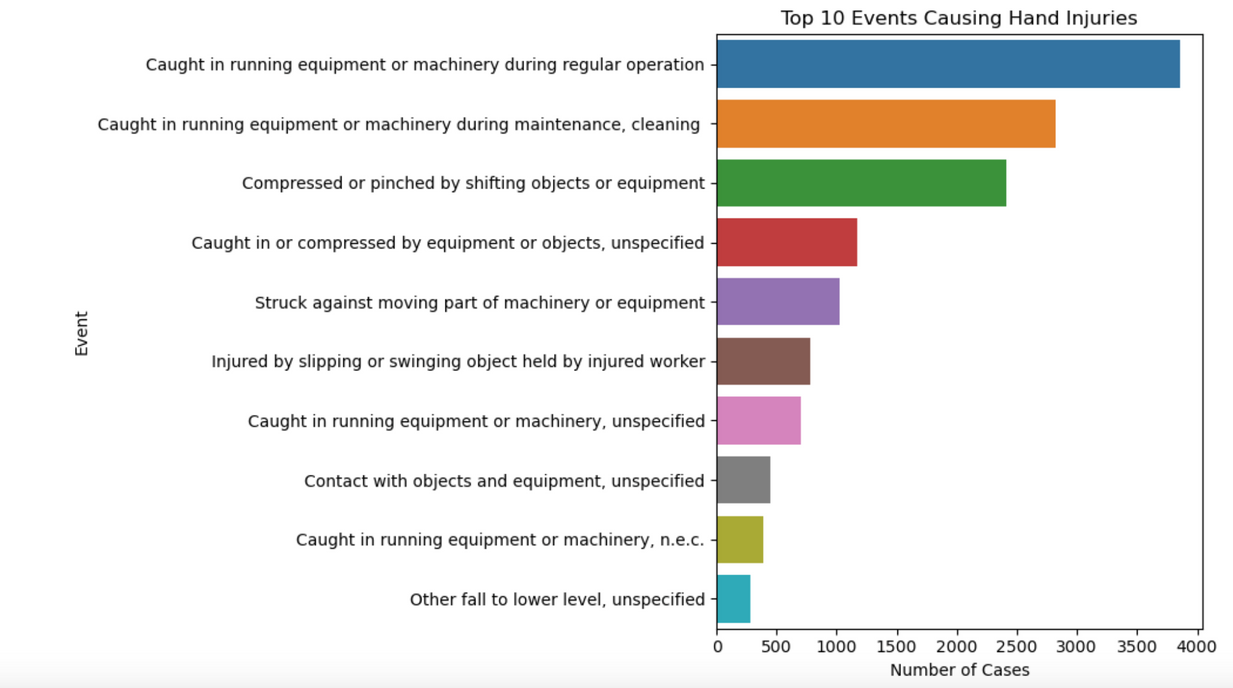 Top 10 Events Causing Hand Injuries
Caught in running equipment or machinery during regular operation
Caught in running equipment or machinery during maintenance, cleaning
Compressed or pinched by shifting objects or equipment
Caught in or compressed by equipment or objects, unspecified
Struck against moving part of machinery or equipment
Injured by slipping or swinging object held by injured worker
Caught in running equipment or machinery, unspecified
Contact with objects and equipment, unspecified
Caught in running equipment or machinery, n.e.c.
Other fall to lower level, unspecified
Event
0 500 1000 1500 2000 2500 3000 3500 4000
Number of Cases